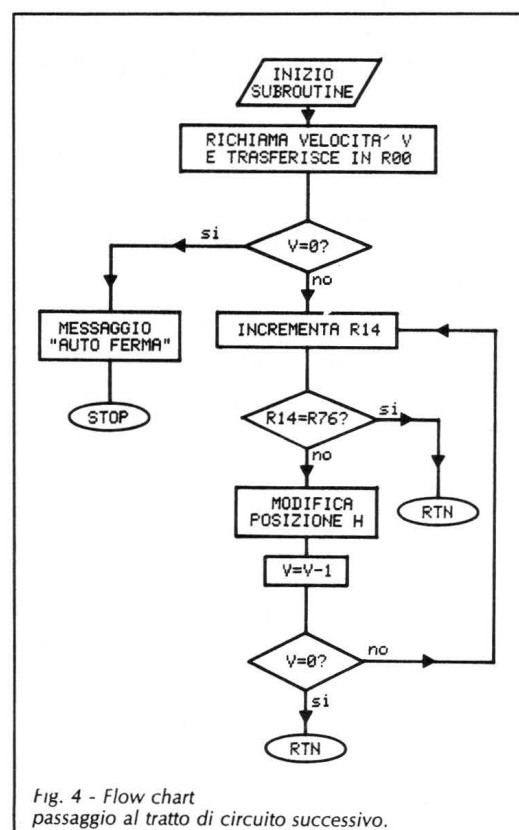 INIZIO
SUBROUTINE
RICHIAMA VELOCITA' V
E TRASFERISCE IN R00
V=0?
si
no
MESSAGGIO
"AUTO FERMA"
STOP
INCREMENTA R14
R14=R76?
si
no
RTN
MODIFICA
POSIZIONE H
V=V-1
V=0?
no
si
RTN
Fig. 4 - Flow chart
passaggio al tratto di circuito successivo.